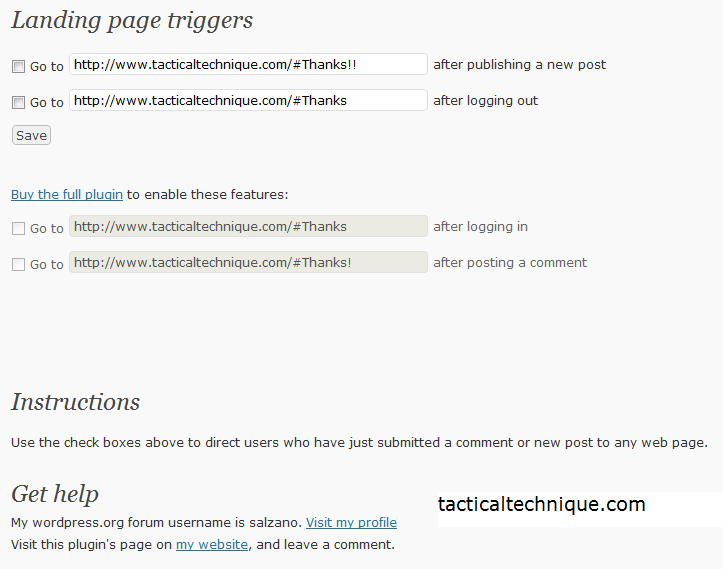 Landing page triggers
Go to http://www.tacticaltechnique.com/#Thanks!! after publishing a new post
Go to http://www.tacticaltechnique.com/#Thanks after logging out
Save
Buy the full plugin to enable these features:
Go to http://www.tacticaltechnique.com/#Thanks after logging in
Go to http://www.tacticaltechnique.com/#Thanks! after posting a comment
Instructions
Use the check boxes above to direct users who have just submitted a comment or new post to any web page.
Get help
tacticaltechnique.com
My wordpress.org forum username is salzano. Visit my profile
Visit this plugin's page on my website, and leave a comment.